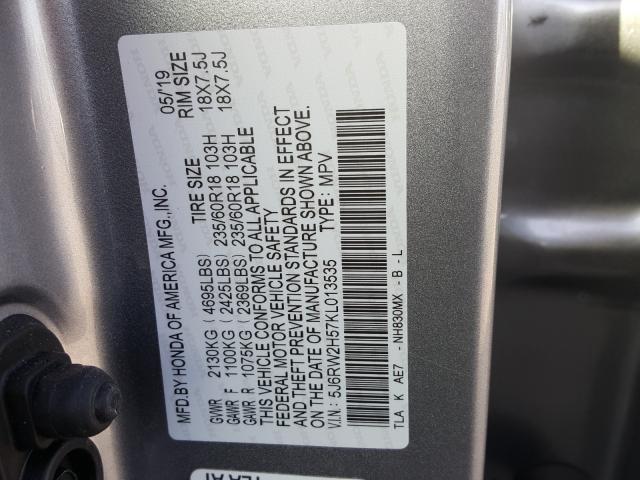 MFD.BY HONDA OF AMERICA MFG.,INC. 05/'19
TIRE SIZE RIM SIZE
GVWR 2130KG ( 4695LBS)
GAWR F 1100KG ( 2425LBS) 235/60R18 103H 18X7.5J
GAWR R 1075KG ( 2369LBS) 235/60R18 103H 18X7.5J
THIS VEHICLE CONFORMS TO ALL APPLICABLE
FEDERAL MOTOR VEHICLE SAFETY
AND THEFT PREVENTION STANDARDS IN EFFECT
ON THE DATE OF MANUFACTURE SHOWN ABOVE.
V.I.N.: 5J6RW2H57KL013535 TYPE: MPV
TLA K AE7 - NH830MX - B - L